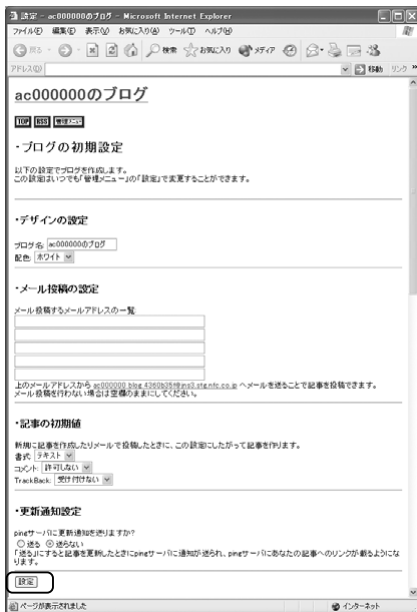 設定 - ac000000のブログ - Microsoft Internet Explorer
ファイル(F) 編集(E) 表示(V) お気に入り(A) ツール(T) ヘルプ(H)
戻る 検索 お気に入り メディア
アドレス(D) 移動 リンク »
ac000000のブログ
TOP RSS 管理メニュー
・ブログの初期設定
以下の設定でブログを作成します。
この設定はいつでも「管理メニュー」の「設定」で変更することができます。
・デザインの設定
ブログ名: ac000000のブログ
配色: ホワイト
・メール投稿の設定
メール投稿するメールアドレスの一覧:
上のメールアドレスから へメールを送ることで記事を投稿できます。
メール投稿を行わない場合は空欄のままにしてください。
・記事の初期値
新規に記事を作成したりメールで投稿したときに、この設定にしたがって記事を作ります。
書式: テキスト
コメント: 許可しない
TrackBack: 受け付けない
・更新通知設定
pingサーバに更新通知を送りますか?
送る 送らない
「送る」にすると記事を更新したときにpingサーバに通知が送られ、pingサーバにあなたの記事へのリンクが載るようにな
ります。
設定
ページが表示されました インターネット